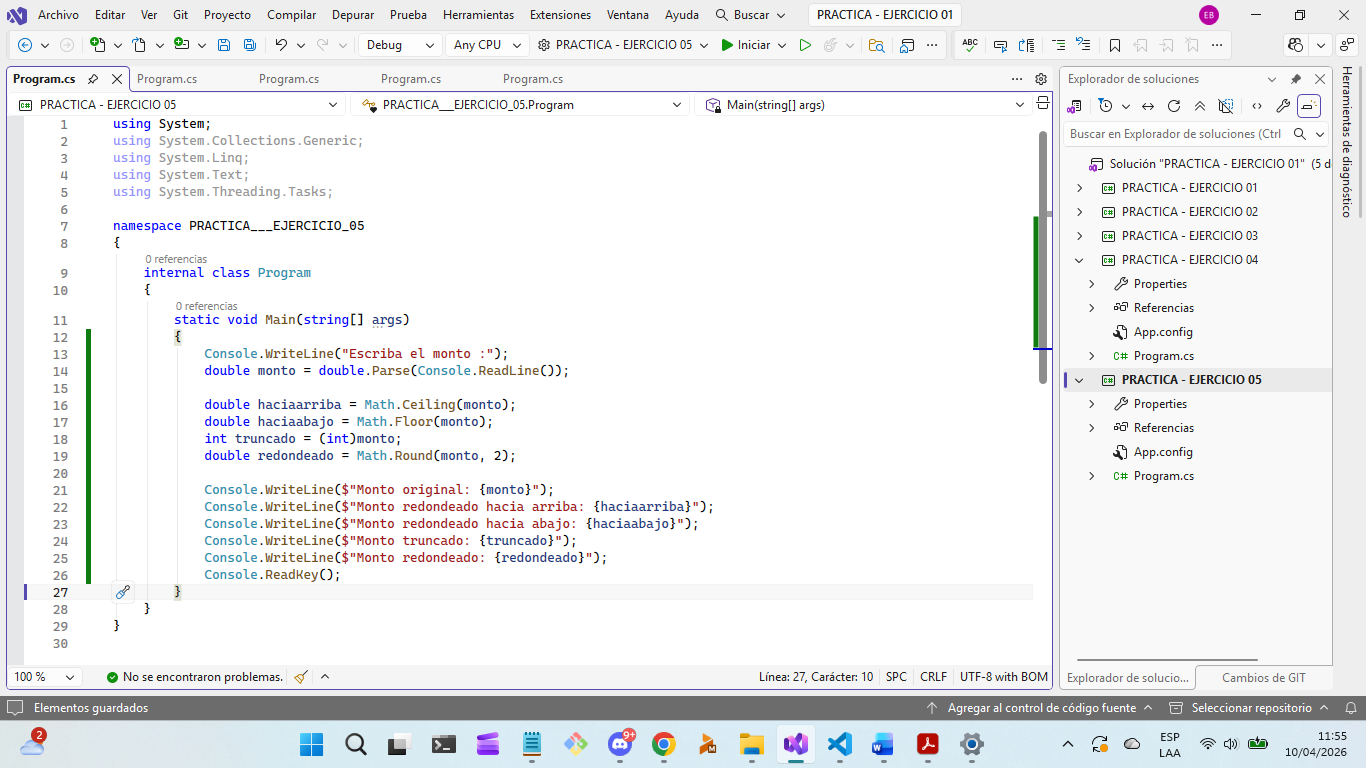 Archivo Editar Ver Git Proyecto Compilar Depurar Prueba Herramientas Extensiones Ventana Ayuda Buscar PRACTICA - EJERCICIO 01 EB
Debug Any CPU PRACTICA - EJERCICIO 05 Iniciar ABC
Program.cs Program.cs Program.cs Program.cs Program.cs
PRACTICA - EJERCICIO 05 PRACTICA___EJERCICIO_05.Program Main(string[] args)
1 using System;
2 using System.Collections.Generic;
3 using System.Linq;
4 using System.Text;
5 using System.Threading.Tasks;
6
7 namespace PRACTICA___EJERCICIO_05
8 {
0 referencias
9 internal class Program
10 {
0 referencias
11 static void Main(string[] args)
12 {
13 Console.WriteLine("Escriba el monto :");
14 double monto = double.Parse(Console.ReadLine());
15
16 double haciaarriba = Math.Ceiling(monto);
17 double haciaabajo = Math.Floor(monto);
18 int truncado = (int)monto;
19 double redondeado = Math.Round(monto, 2);
20
21 Console.WriteLine($"Monto original: {monto}");
22 Console.WriteLine($"Monto redondeado hacia arriba: {haciaarriba}");
23 Console.WriteLine($"Monto redondeado hacia abajo: {haciaabajo}");
24 Console.WriteLine($"Monto truncado: {truncado}");
25 Console.WriteLine($"Monto redondeado: {redondeado}");
26 Console.ReadKey();
27 }
28 }
29 }
30
100 % No se encontraron problemas. Línea: 27, Carácter: 10 SPC CRLF UTF-8 with BOM
Explorador de soluciones
Buscar en Explorador de soluciones (Ctrl
Solución "PRACTICA - EJERCICIO 01" (5 d
PRACTICA - EJERCICIO 01
PRACTICA - EJERCICIO 02
PRACTICA - EJERCICIO 03
PRACTICA - EJERCICIO 04
Properties
Referencias
App.config
C# Program.cs
PRACTICA - EJERCICIO 05
Properties
Referencias
App.config
C# Program.cs
Explorador de solucio... Cambios de GIT
Herramientas de diagnóstico
Elementos guardados Agregar al control de código fuente Seleccionar repositorio
2 9+ ESP LAA 11:55
10/04/2026